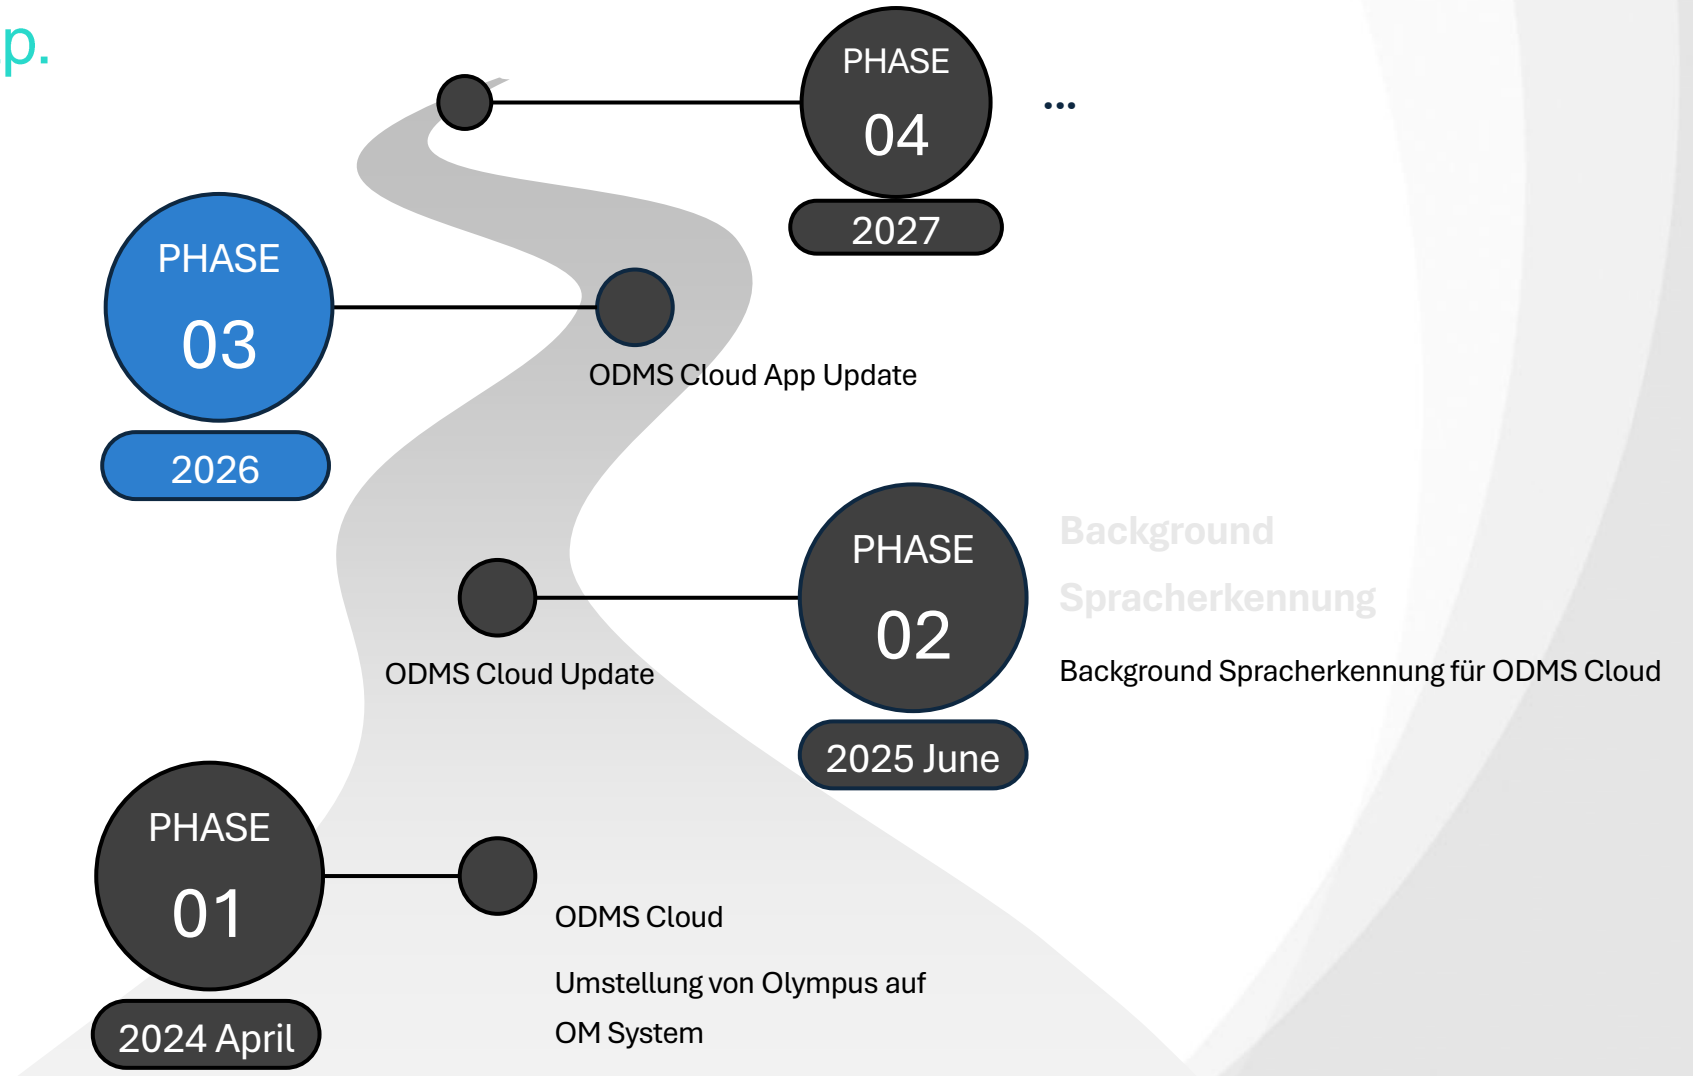 p.
PHASE
04
...
2027
PHASE
03
2026
ODMS Cloud App Update
PHASE
02
2025 June
Background
Spracherkennung
Background Spracherkennung für ODMS Cloud
ODMS Cloud Update
PHASE
01
2024 April
ODMS Cloud
Umstellung von Olympus auf
OM System